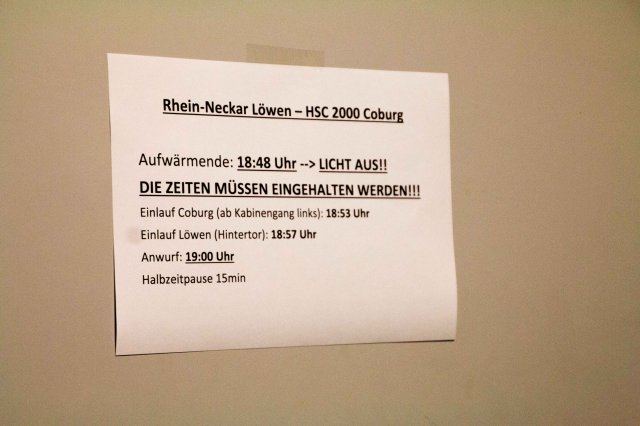 Rhein-Neckar Löwen – HSC 2000 Coburg
Aufwärmende: 18:48 Uhr --> LICHT AUS!!
DIE ZEITEN MÜSSEN EINGEHALTEN WERDEN!!!
Einlauf Coburg (ab Kabinengang links): 18:53 Uhr
Einlauf Löwen (Hintertor): 18:57 Uhr
Anwurf: 19:00 Uhr
Halbzeitpause 15min